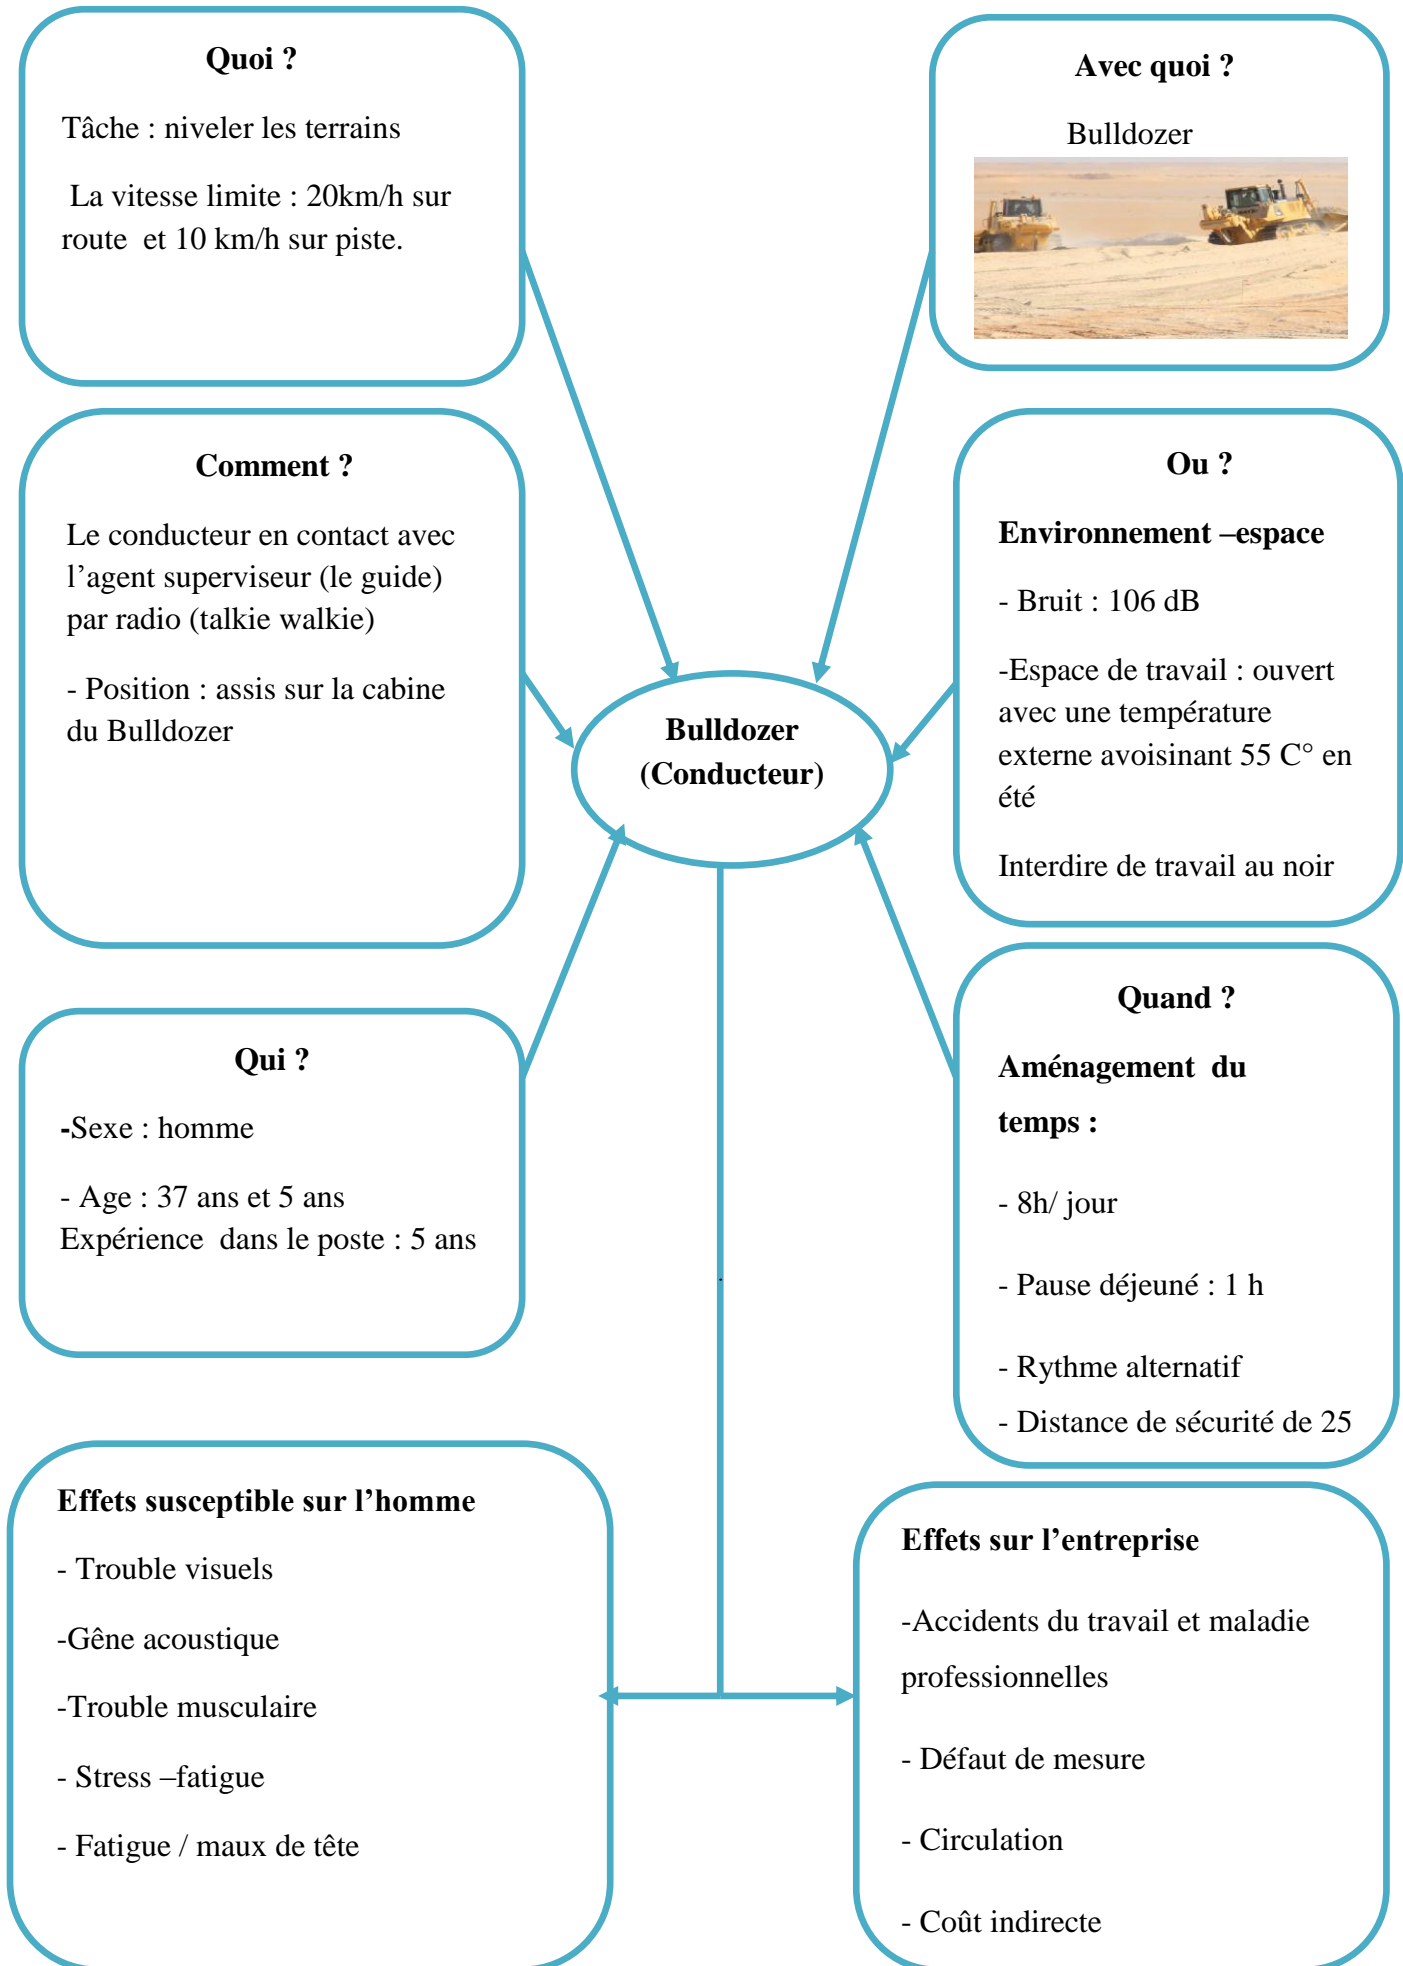 Quoi ?
Tâche : niveler les terrains
La vitesse limite : 20km/h sur
route et 10 km/h sur piste.
Avec quoi ?
Bulldozer
Comment ?
Le conducteur en contact avec
l’agent superviseur (le guide)
par radio (talkie walkie)
- Position : assis sur la cabine
du Bulldozer
Ou ?
Environnement –espace
- Bruit : 106 dB
-Espace de travail : ouvert
avec une température
externe avoisinant 55 C° en
été
Interdire de travail au noir
Bulldozer
(Conducteur)
Qui ?
-Sexe : homme
- Age : 37 ans et 5 ans
Expérience dans le poste : 5 ans
Quand ?
Aménagement du
temps :
- 8h/ jour
- Pause déjeuné : 1 h
- Rythme alternatif
- Distance de sécurité de 25
Effets susceptible sur l’homme
- Trouble visuels
-Gêne acoustique
-Trouble musculaire
- Stress –fatigue
- Fatigue / maux de tête
Effets sur l’entreprise
-Accidents du travail et maladie
professionnelles
- Défaut de mesure
- Circulation
- Coût indirecte